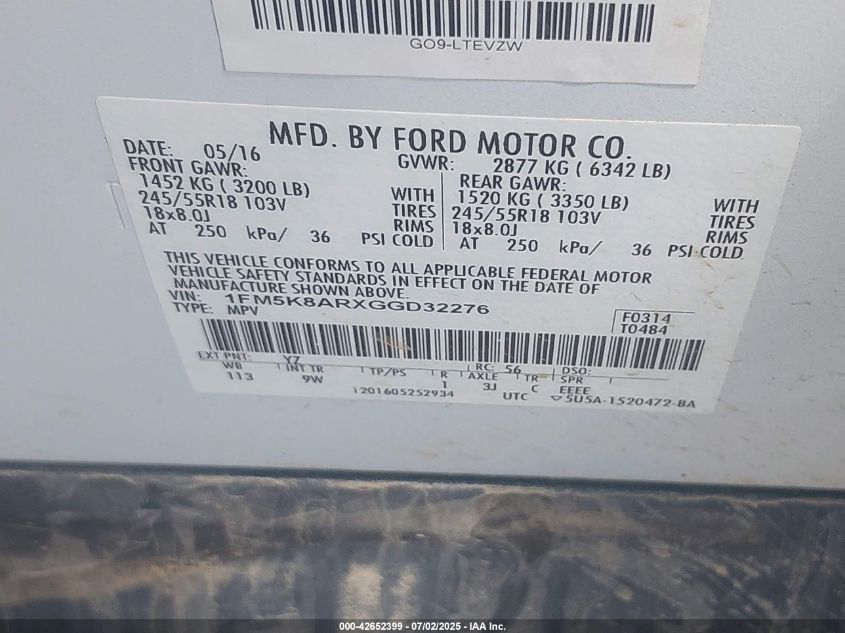 GO9-LTEVZW
MFD. BY FORD MOTOR CO.
DATE: 05/16 GVWR: 2877 KG ( 6342 LB)
FRONT GAWR: REAR GAWR:
1452 KG ( 3200 LB) WITH 1520 KG ( 3350 LB) WITH
245/55R18 103V TIRES 245/55R18 103V TIRES
18x8.0J RIMS 18x8.0J RIMS
AT 250 kPa/ 36 PSI COLD AT 250 kPa/ 36 PSI COLD
THIS VEHICLE CONFORMS TO ALL APPLICABLE FEDERAL MOTOR
VEHICLE SAFETY STANDARDS IN EFFECT ON THE DATE OF
MANUFACTURE SHOWN ABOVE.
VIN: 1FM5K8ARXGGD32276 F0314
TYPE: MPV T0484
EXT PNT: YZ RC: 56 DSO:
WB INT TR TP/PS R AXLE TR SPR
113 9W 1 3J C EEEE
120160525​2934 UTC 5U5A-1520472-BA
000-42652399 - 07/02/2025 - IAA Inc.